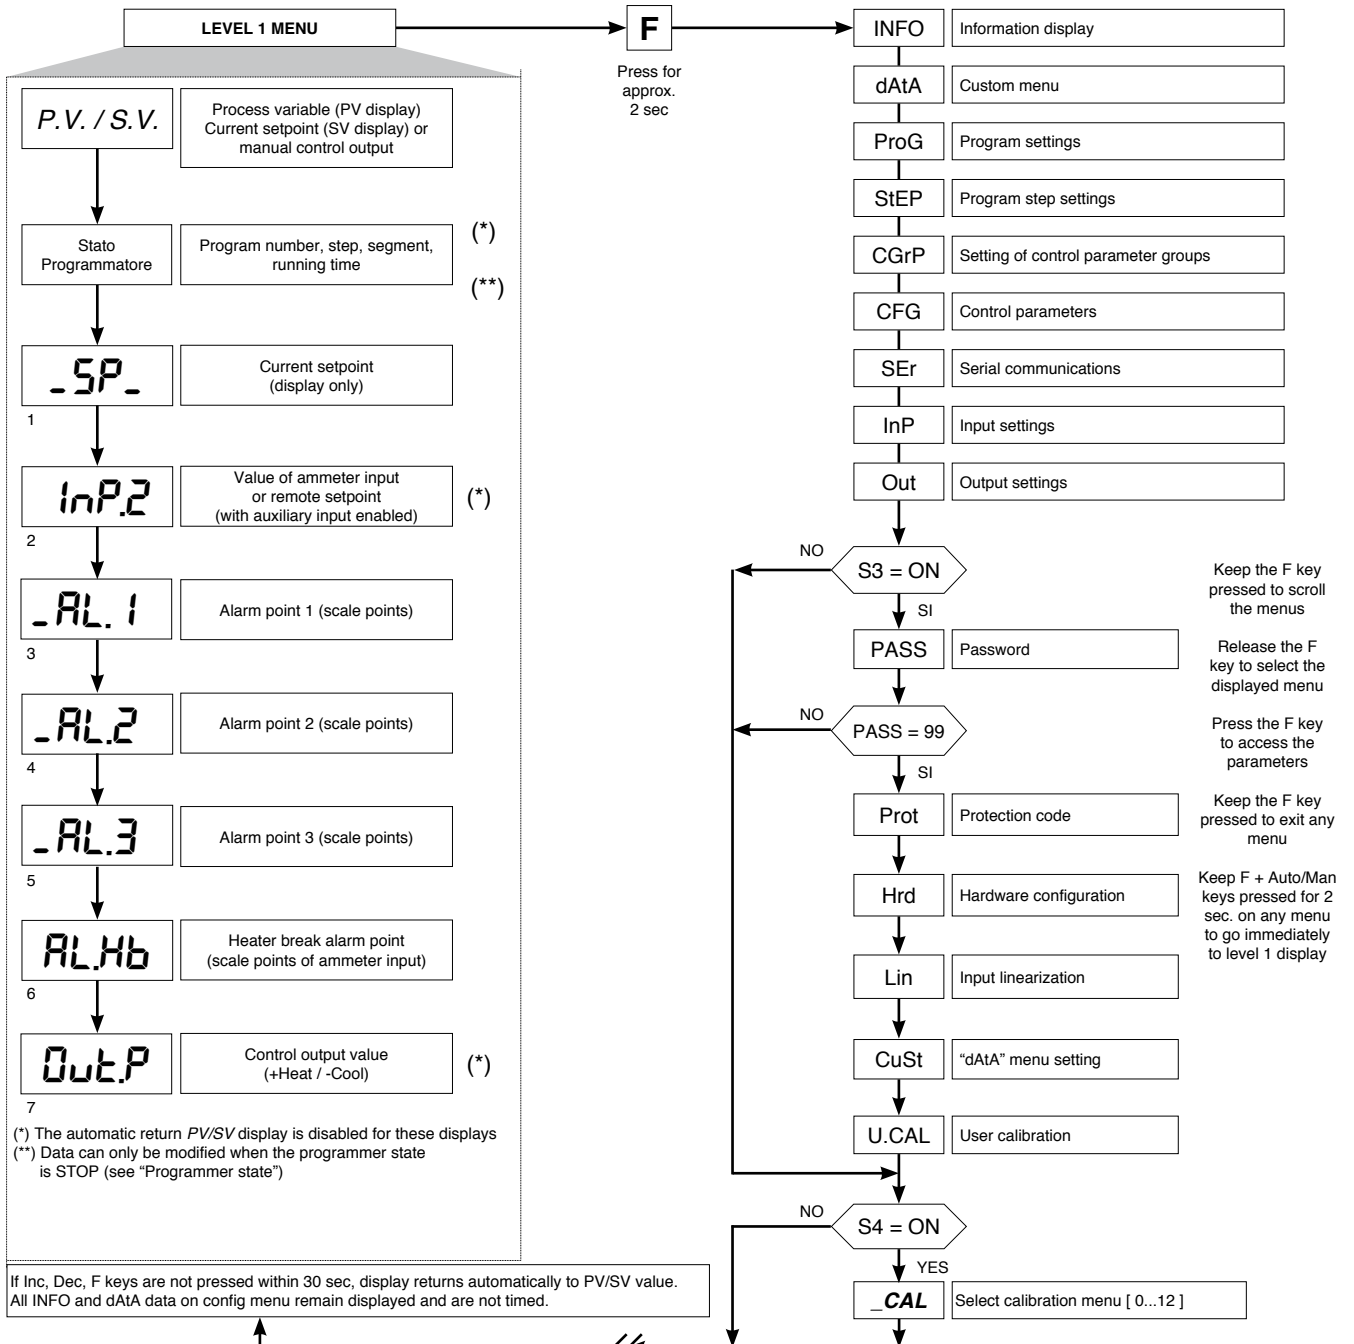 LEVEL 1 MENU
P.V. / S.V.
Process variable (PV display)
Current setpoint (SV display) or
manual control output
Stato
Programmatore
Program number, step, segment,
running time
(*)
(**)
_SP_
Current setpoint
(display only)
1
InP.2
Value of ammeter input
or remote setpoint
(with auxiliary input enabled)
(*)
2
_AL.1
Alarm point 1 (scale points)
3
_AL.2
Alarm point 2 (scale points)
4
_AL.3
Alarm point 3 (scale points)
5
AL.Hb
Heater break alarm point
(scale points of ammeter input)
6
Out.P
Control output value
(+Heat / -Cool)
(*)
7
(*) The automatic return PV/SV display is disabled for these displays
(**) Data can only be modified when the programmer state
is STOP (see “Programmer state”)
If Inc, Dec, F keys are not pressed within 30 sec, display returns automatically to PV/SV value.
All INFO and dAtA data on config menu remain displayed and are not timed.
F
Press for
approx.
2 sec
INFO
Information display
dAtA
Custom menu
ProG
Program settings
StEP
Program step settings
CGrP
Setting of control parameter groups
CFG
Control parameters
SEr
Serial communications
InP
Input settings
Out
Output settings
NO
S3 = ON
SI
PASS
Password
NO
PASS = 99
SI
Prot
Protection code
Hrd
Hardware configuration
Lin
Input linearization
CuSt
“dAtA” menu setting
U.CAL
User calibration
NO
S4 = ON
YES
_CAL
Select calibration menu [ 0...12 ]
Keep the F key
pressed to scroll
the menus
Release the F
key to select the
displayed menu
Press the F key
to access the
parameters
Keep the F key
pressed to exit any
menu
Keep F + Auto/Man
keys pressed for 2
sec. on any menu
to go immediately
to level 1 display